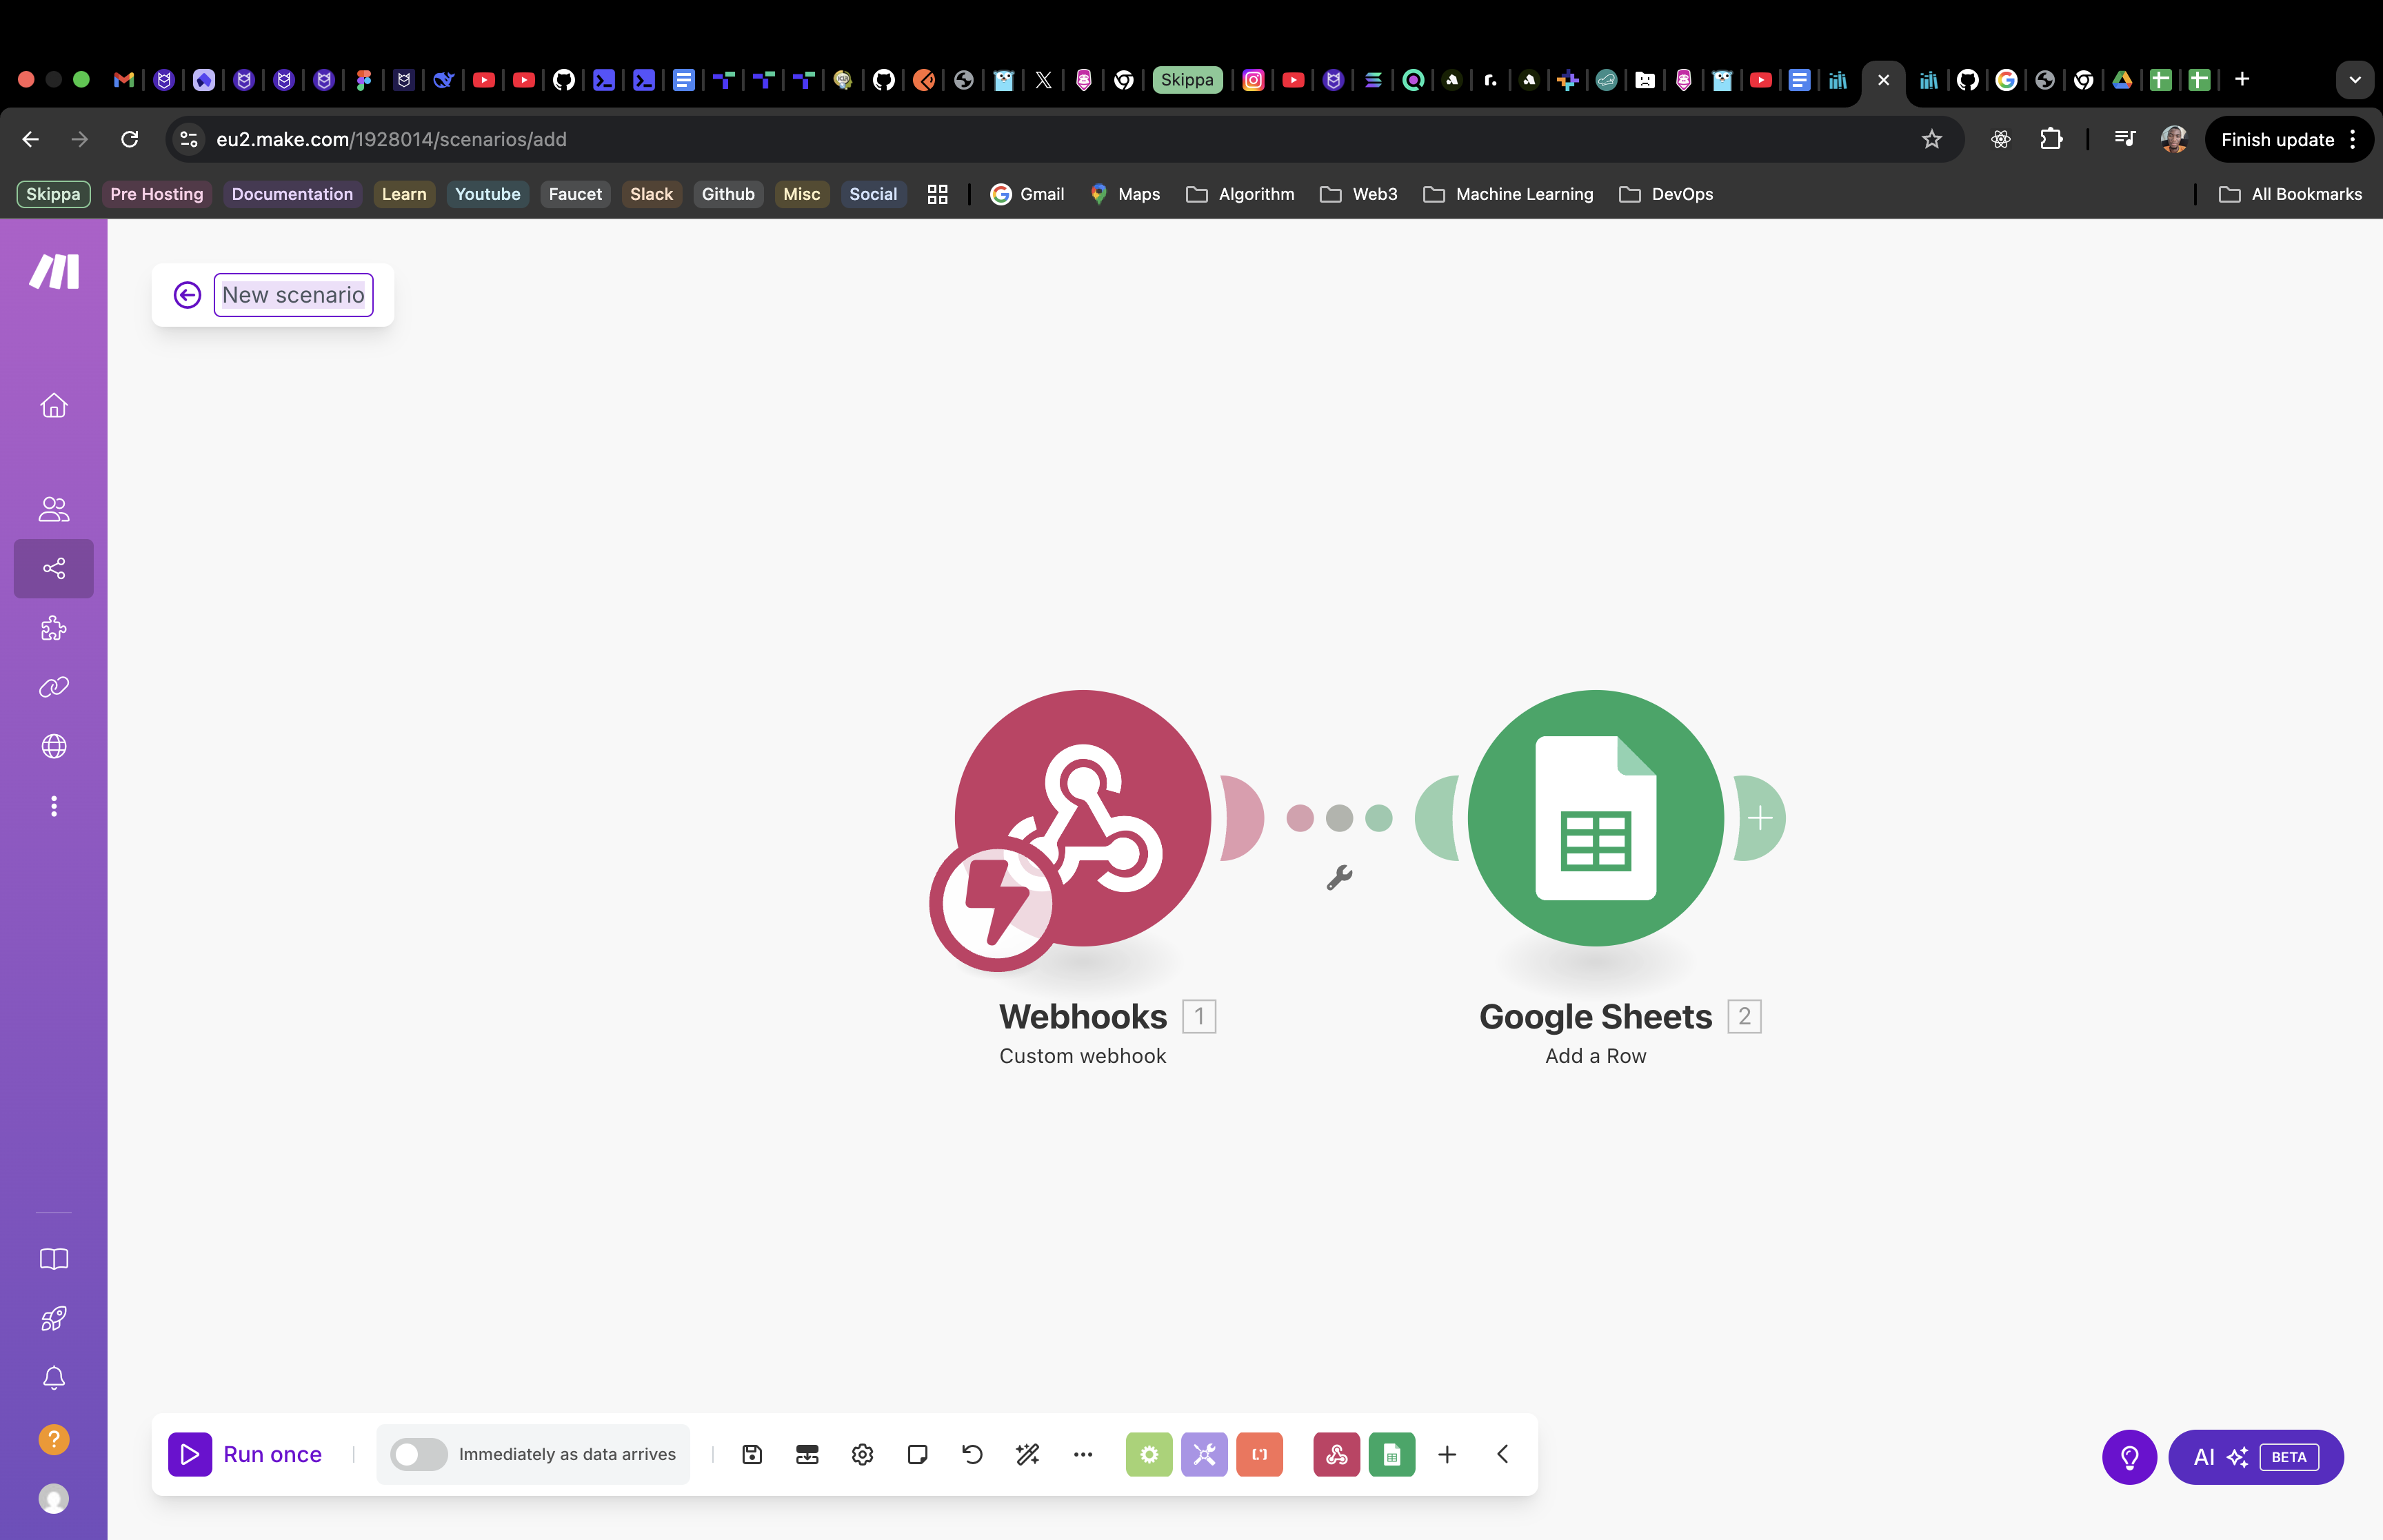 Skippa
eu2.make.com/1928014/scenarios/add
Finish update
Skippa Pre Hosting Documentation Learn Youtube Faucet Slack Github Misc Social Gmail Maps Algorithm Web3 Machine Learning DevOps All Bookmarks
New scenario
Webhooks 1
Custom webhook
Google Sheets 2
Add a Row
?
Run once
Immediately as data arrives
AI BETA